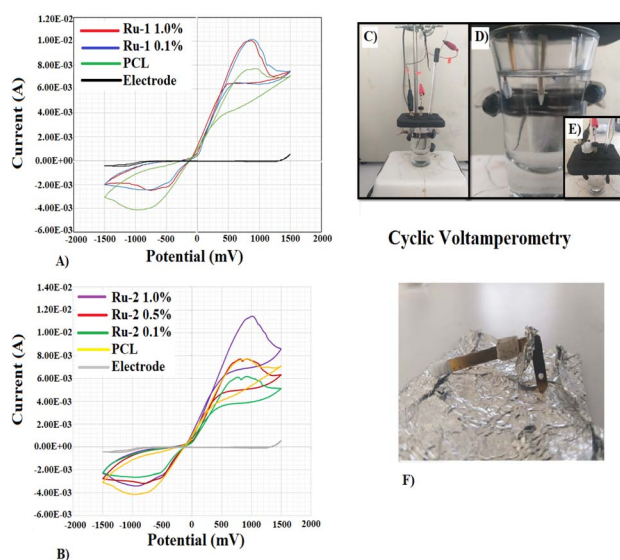 Ru-1 1.0%
Ru-1 0.1%
PCL
Electrode
Current (A)
1.20E-02
1.00E-02
8.00E-03
6.00E-03
4.00E-03
2.00E-03
0.00E+00
-2.00E-03
-4.00E-03
-6.00E-03
-2000 -1500 -1000 -500 0 500 1000 1500 2000
Potential (mV)
A)
Ru-2 1.0%
Ru-2 0.5%
Ru-2 0.1%
PCL
Electrode
Current (A)
1.40E-02
1.20E-02
1.00E-02
8.00E-03
6.00E-03
4.00E-03
2.00E-03
0.00E+00
-2.00E-03
-4.00E-03
-6.00E-03
-2000 -1500 -1000 -500 0 500 1000 1500 2000
Potential (mV)
B)
C)
D)
E)
Cyclic Voltamperometry
F)